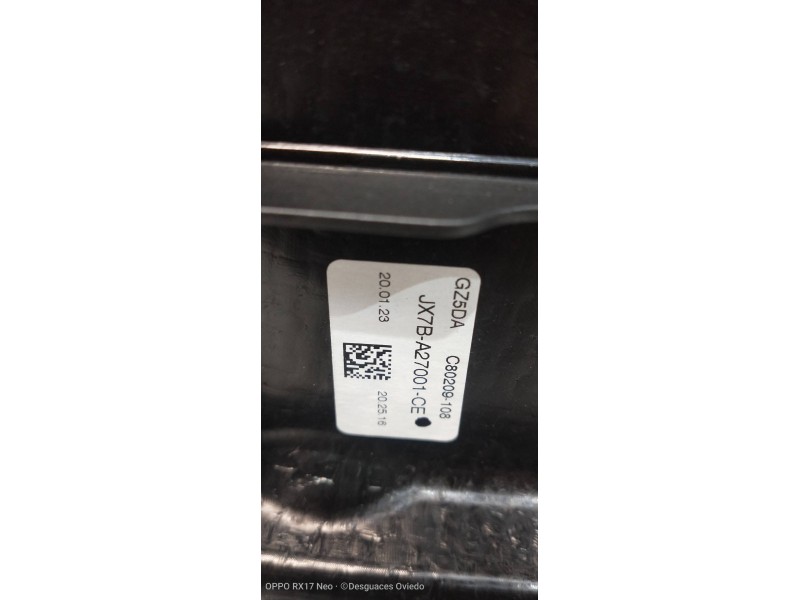 GZ5DA C80209-108
JX7B-A27001-CE
20.01.23 20.25.16
OPPO RX17 Neo · ©Desguaces Oviedo